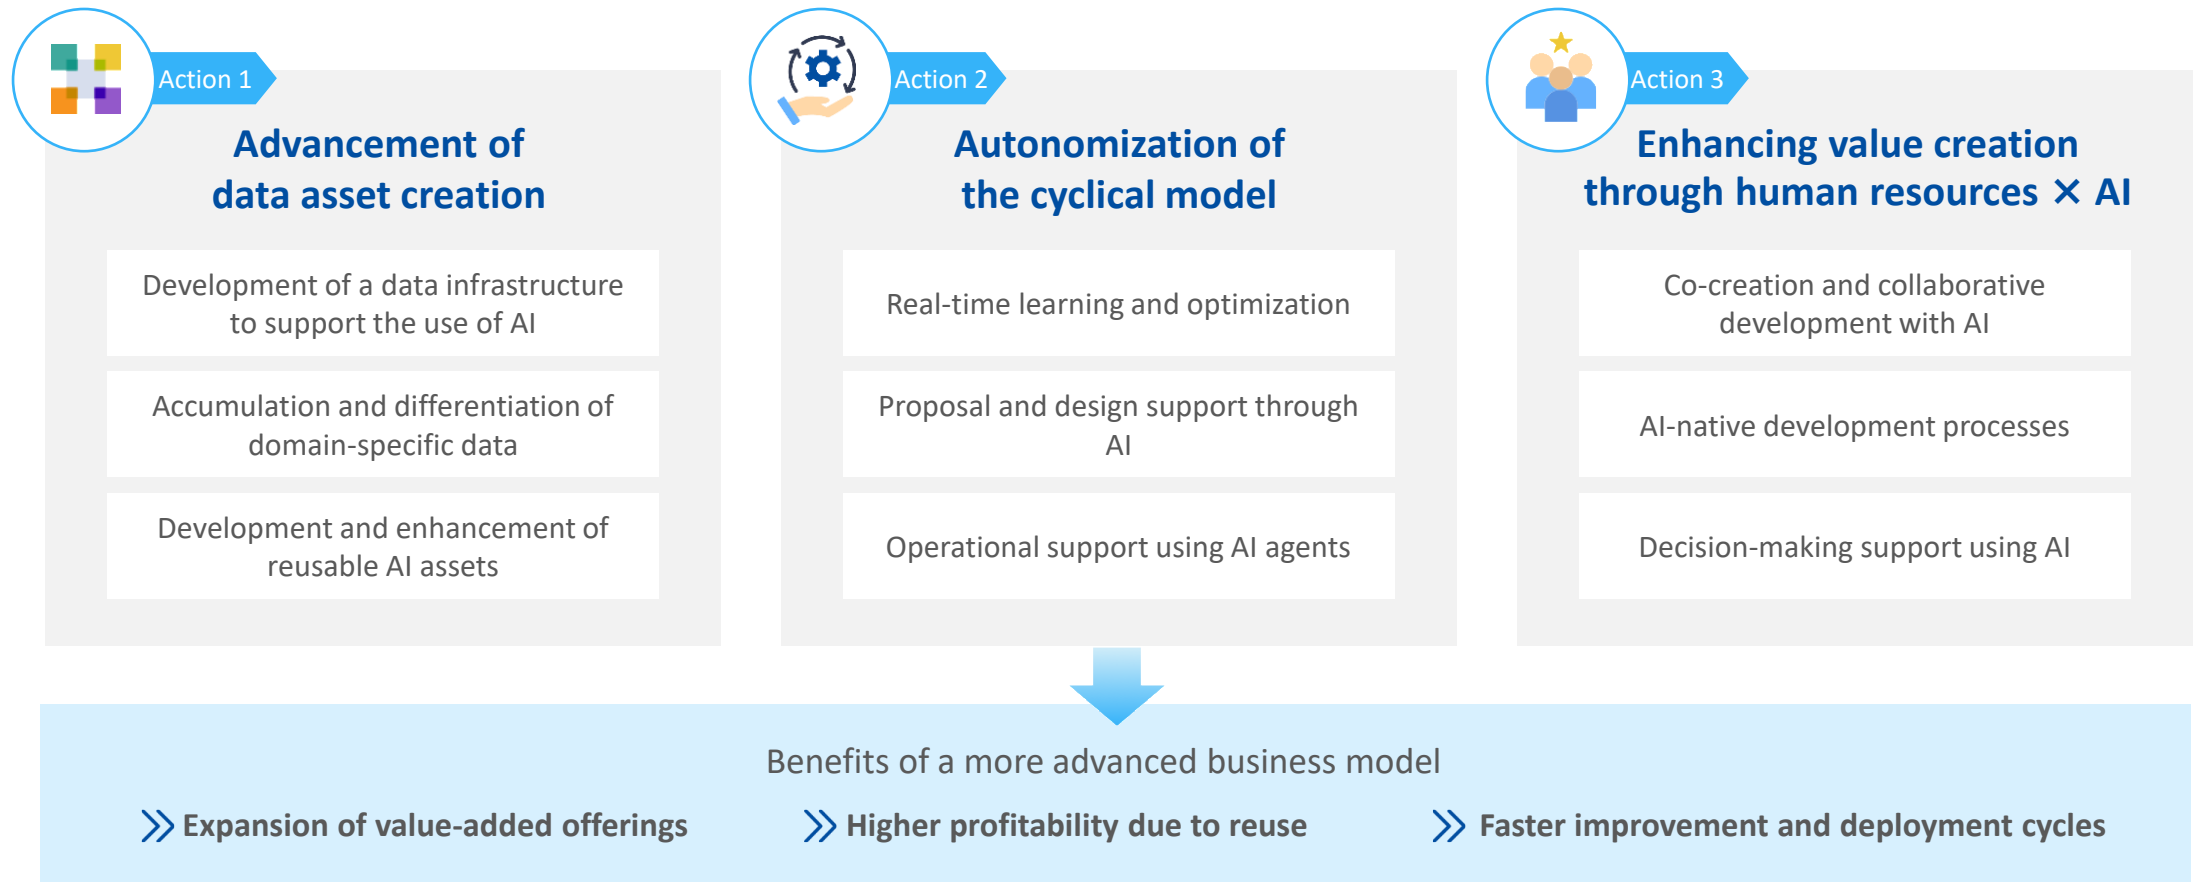 Action 1
Advancement of
data asset creation
Development of a data infrastructure
to support the use of AI
Accumulation and differentiation of
domain-specific data
Development and enhancement of
reusable AI assets
Action 2
Autonomization of
the cyclical model
Real-time learning and optimization
Proposal and design support through
AI
Operational support using AI agents
Action 3
Enhancing value creation
through human resources × AI
Co-creation and collaborative
development with AI
AI-native development processes
Decision-making support using AI
Benefits of a more advanced business model
Expansion of value-added offerings
Higher profitability due to reuse
Faster improvement and deployment cycles